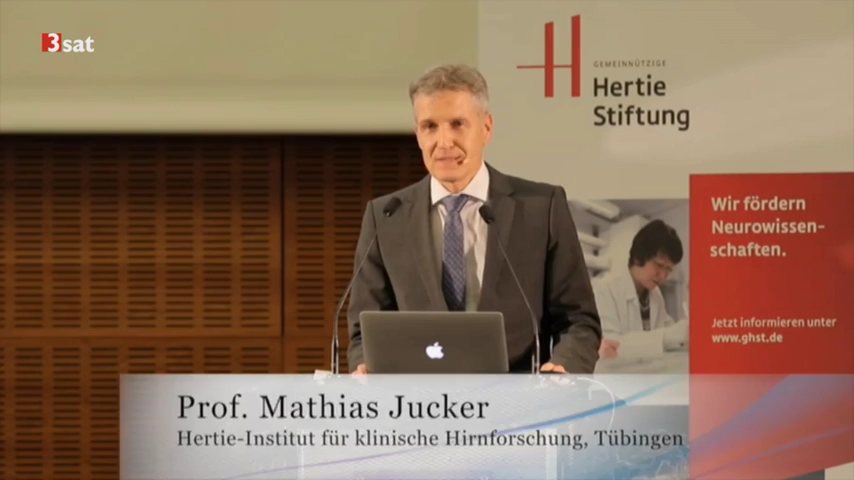 3sat
H
GEMEINNÜTZIGE
Hertie
Stiftung
Wir fördern
Neurowissen-
schaften.
Jetzt informieren unter
www.ghst.de
Prof. Mathias Jucker
Hertie-Institut für klinische Hirnforschung, Tübingen